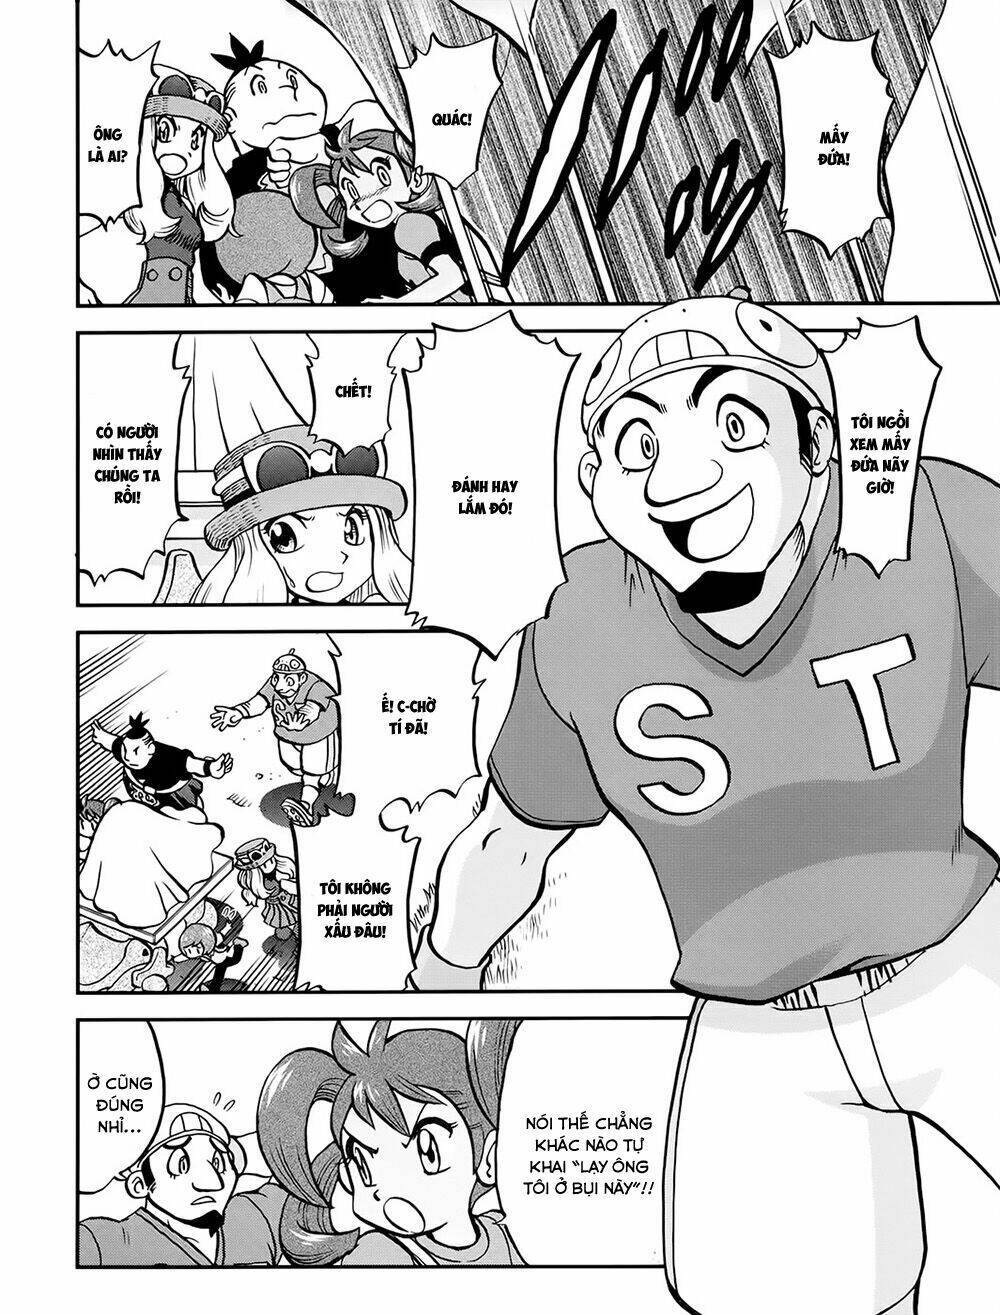 MẤY
ĐỨA!
QUÁC!
ÔNG
LÀ AI?
TÔI NGỒI
XEM MẤY
ĐỨA NÃY
GIỜ!
ĐÁNH HAY
LẮM ĐÓ!
CHẾT!
CÓ NGƯỜI
NHÌN THẤY
CHÚNG TA
RỒI!
ST
Ế! C-CHỜ
TÍ ĐÃ!
TÔI KHÔNG
PHẢI NGƯỜI
XẤU ĐÂU!
NÓI THẾ CHẲNG
KHÁC NÀO TỰ
KHAI “LẠY ÔNG
TÔI Ở BỤI NÀY”!!
Ờ CŨNG
ĐÚNG
NHỈ...